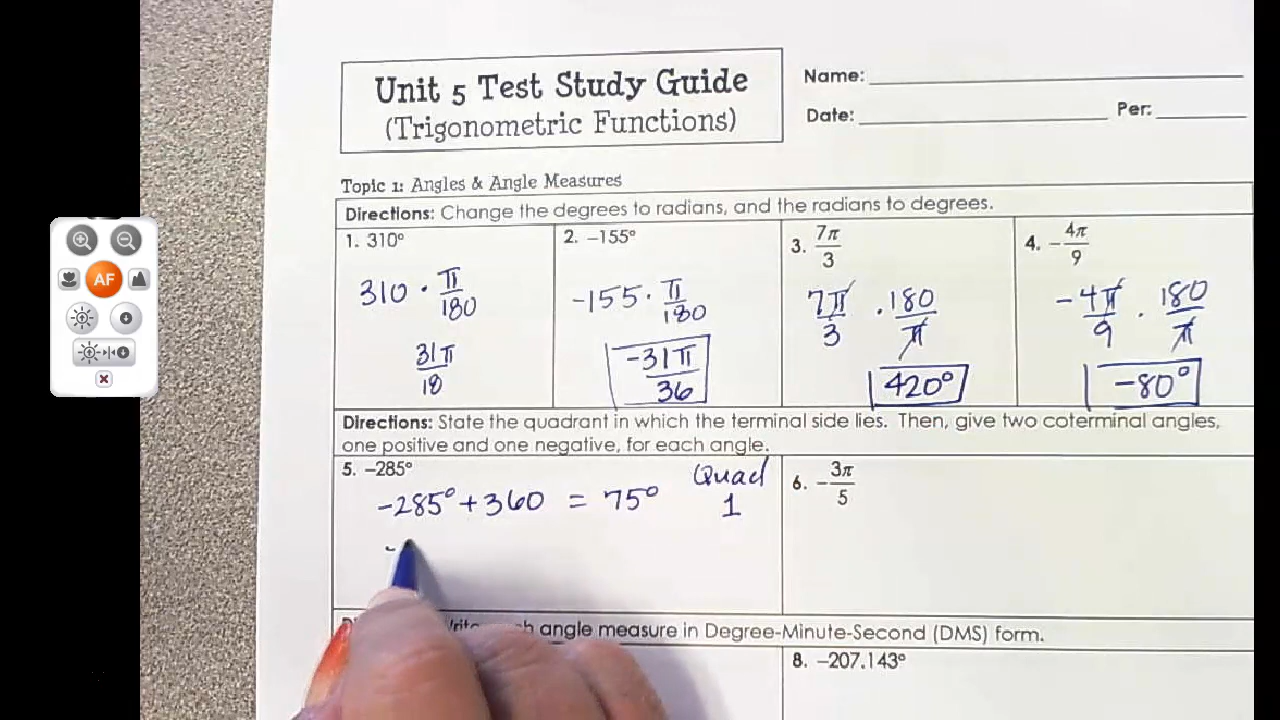 Unit 5 Test Study Guide
(Trigonometric Functions)
Name:
Date: Per:
Topic 1: Angles & Angle Measures
Directions: Change the degrees to radians, and the radians to degrees.
1. 310°
310 · π/180
31π/18
2. −155°
-155 · π/180
-31π/36
3. 7π/3
7π/3 · 180/π
420°
4. −4π/9
-4π/9 · 180/π
-80°
Directions: State the quadrant in which the terminal side lies. Then, give two coterminal angles,
one positive and one negative, for each angle.
5. −285°
-285° + 360 = 75°
Quad
1
-
6. −3π/5
angle measure in Degree-Minute-Second (DMS) form.
8. −207.143°
AF